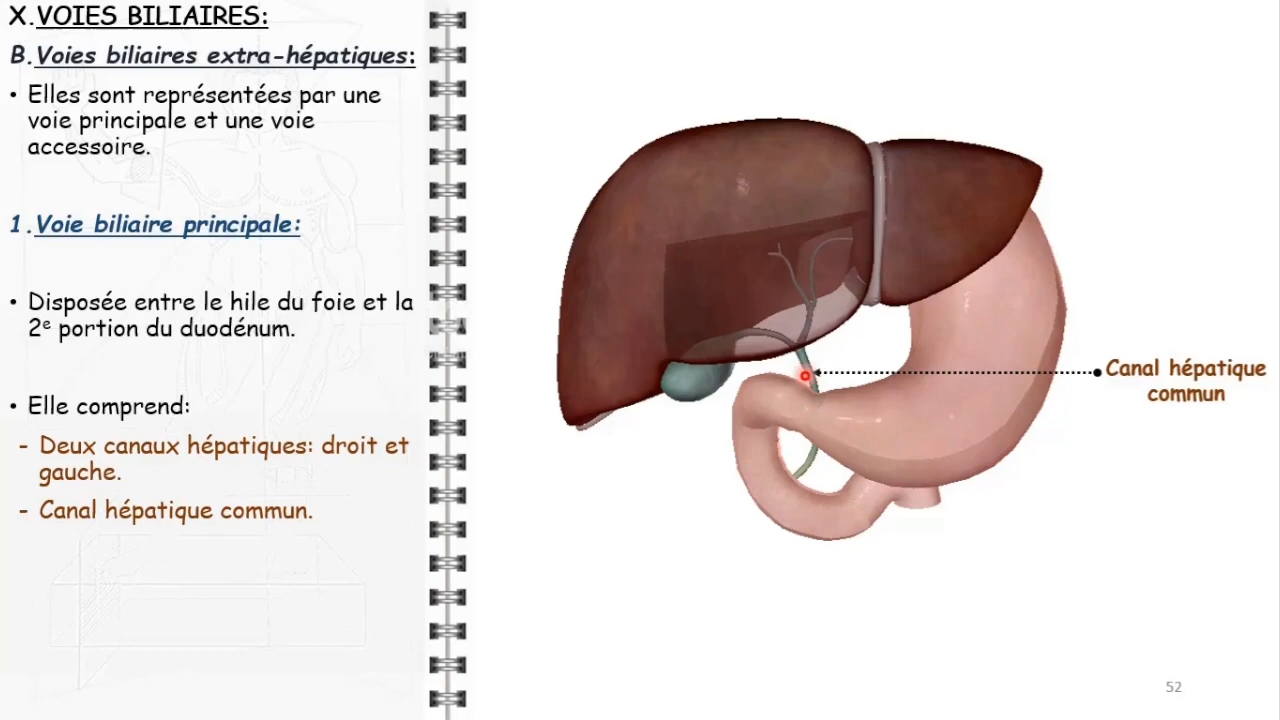 X.VOIES BILIAIRES:
B.Voies biliaires extra-hépatiques:
• Elles sont représentées par une
voie principale et une voie
accessoire.
1.Voie biliaire principale:
• Disposée entre le hile du foie et la
2e portion du duodénum.
• Elle comprend:
- Deux canaux hépatiques: droit et
gauche.
- Canal hépatique commun.
Canal hépatique
commun
52